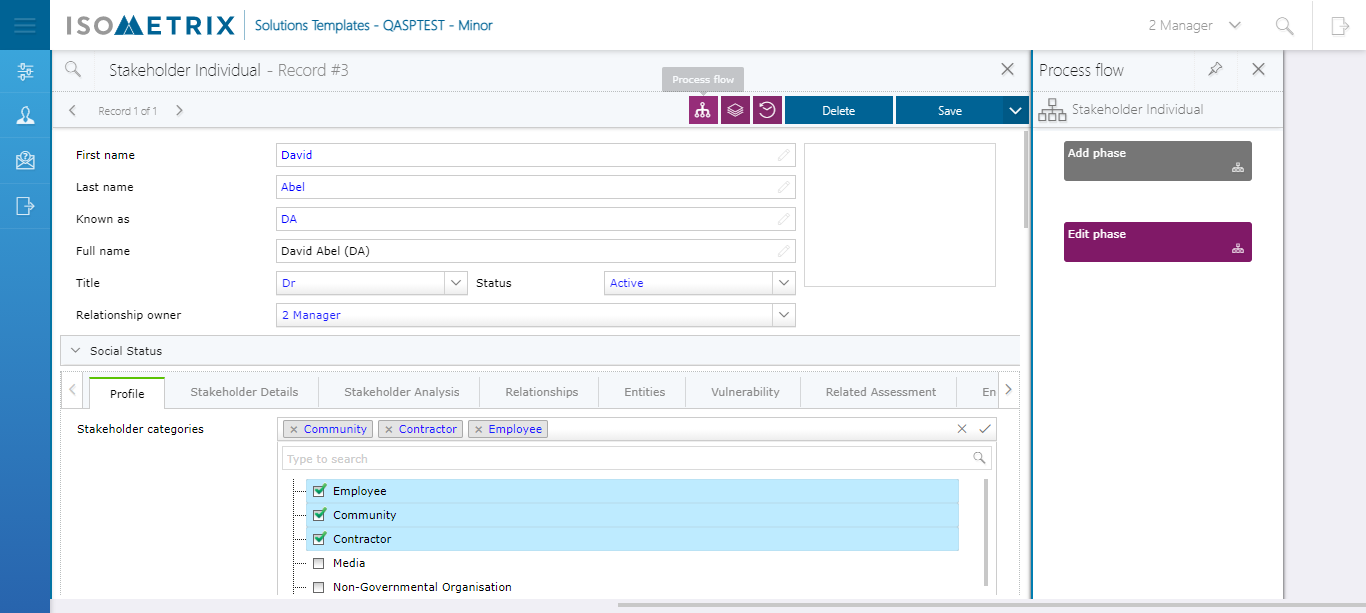 ISOMETRIX
Solutions Templates - QASPTEST - Minor
2 Manager
Stakeholder Individual - Record #3
Process flow
Record 1 of 1
Delete
Save
First name
David
Last name
Abel
Known as
DA
Full name
David Abel (DA)
Title
Dr
Status
Active
Relationship owner
2 Manager
Social Status
Profile
Stakeholder Details
Stakeholder Analysis
Relationships
Entities
Vulnerability
Related Assessment
En
Stakeholder categories
Community
Contractor
Employee
Type to search
Employee
Community
Contractor
Media
Non-Governmental Organisation
Process flow
Stakeholder Individual
Add phase
Edit phase